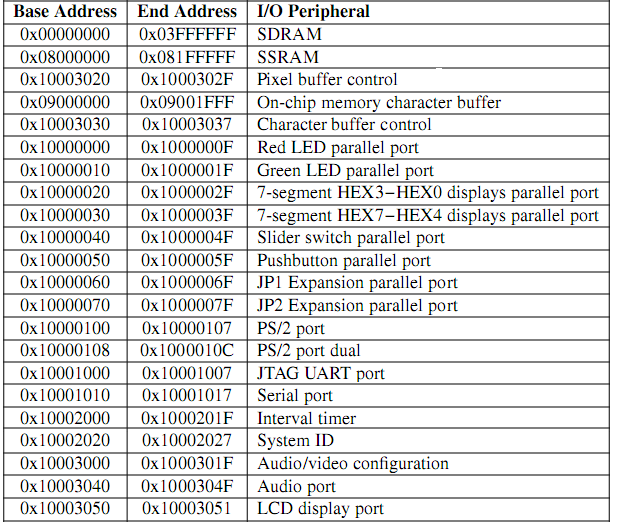 Base Address End Address I/O Peripheral
0x00000000 0x03FFFFFF SDRAM
0x08000000 0x081FFFFF SSRAM
0x10003020 0x1000302F Pixel buffer control
0x09000000 0x09001FFF On-chip memory character buffer
0x10003030 0x10003037 Character buffer control
0x10000000 0x1000000F Red LED parallel port
0x10000010 0x1000001F Green LED parallel port
0x10000020 0x1000002F 7-segment HEX3−HEX0 displays parallel port
0x10000030 0x1000003F 7-segment HEX7−HEX4 displays parallel port
0x10000040 0x1000004F Slider switch parallel port
0x10000050 0x1000005F Pushbutton parallel port
0x10000060 0x1000006F JP1 Expansion parallel port
0x10000070 0x1000007F JP2 Expansion parallel port
0x10000100 0x10000107 PS/2 port
0x10000108 0x1000010C PS/2 port dual
0x10001000 0x10001007 JTAG UART port
0x10001010 0x10001017 Serial port
0x10002000 0x1000201F Interval timer
0x10002020 0x10002027 System ID
0x10003000 0x1000301F Audio/video configuration
0x10003040 0x1000304F Audio port
0x10003050 0x10003051 LCD display port